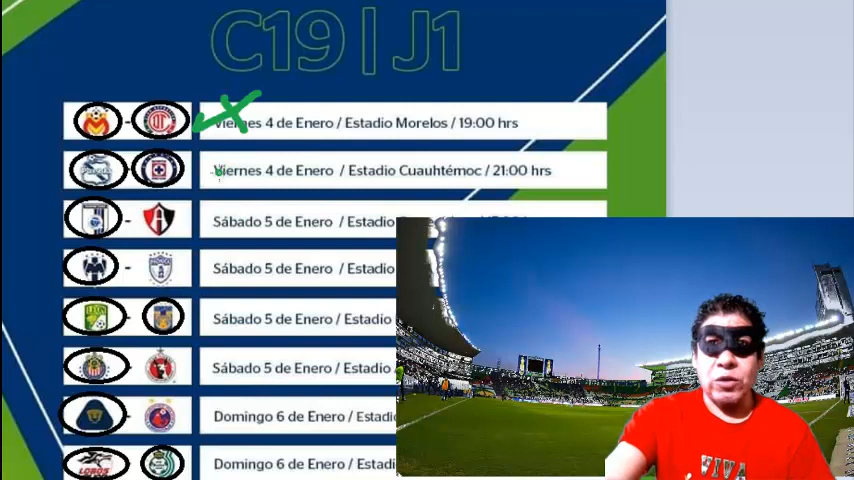 C19 | J1
Viernes 4 de Enero / Estadio Morelos / 19:00 hrs
Viernes 4 de Enero / Estadio Cuauhtémoc / 21:00 hrs
Sábado 5 de Enero / Estadio
Sábado 5 de Enero / Estadio
LEON
Sábado 5 de Enero / Estadio
Sábado 5 de Enero / Estadio
Domingo 6 de Enero / Estadio
LOBOS
Domingo 6 de Enero / Estadi
VIVA